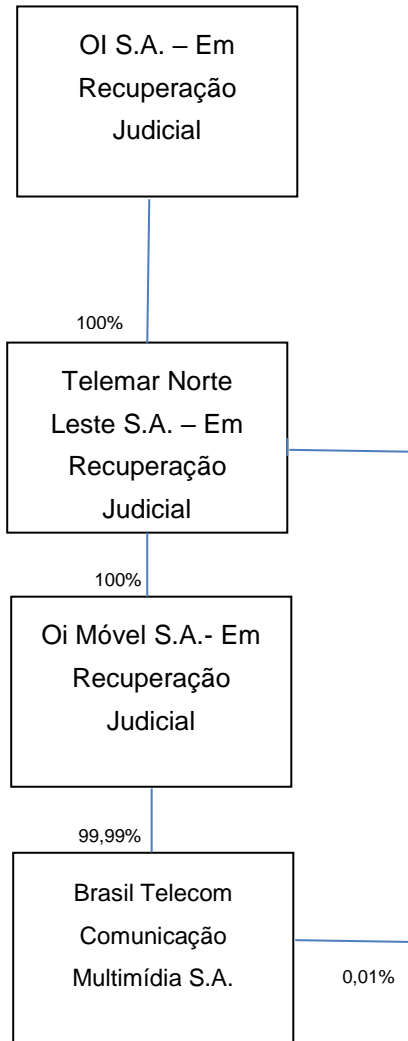 OI S.A. – Em
Recuperação
Judicial
100%
Telemar Norte
Leste S.A. – Em
Recuperação
Judicial
100%
Oi Móvel S.A.- Em
Recuperação
Judicial
99,99%
Brasil Telecom
Comunicação
Multimídia S.A.
0,01%